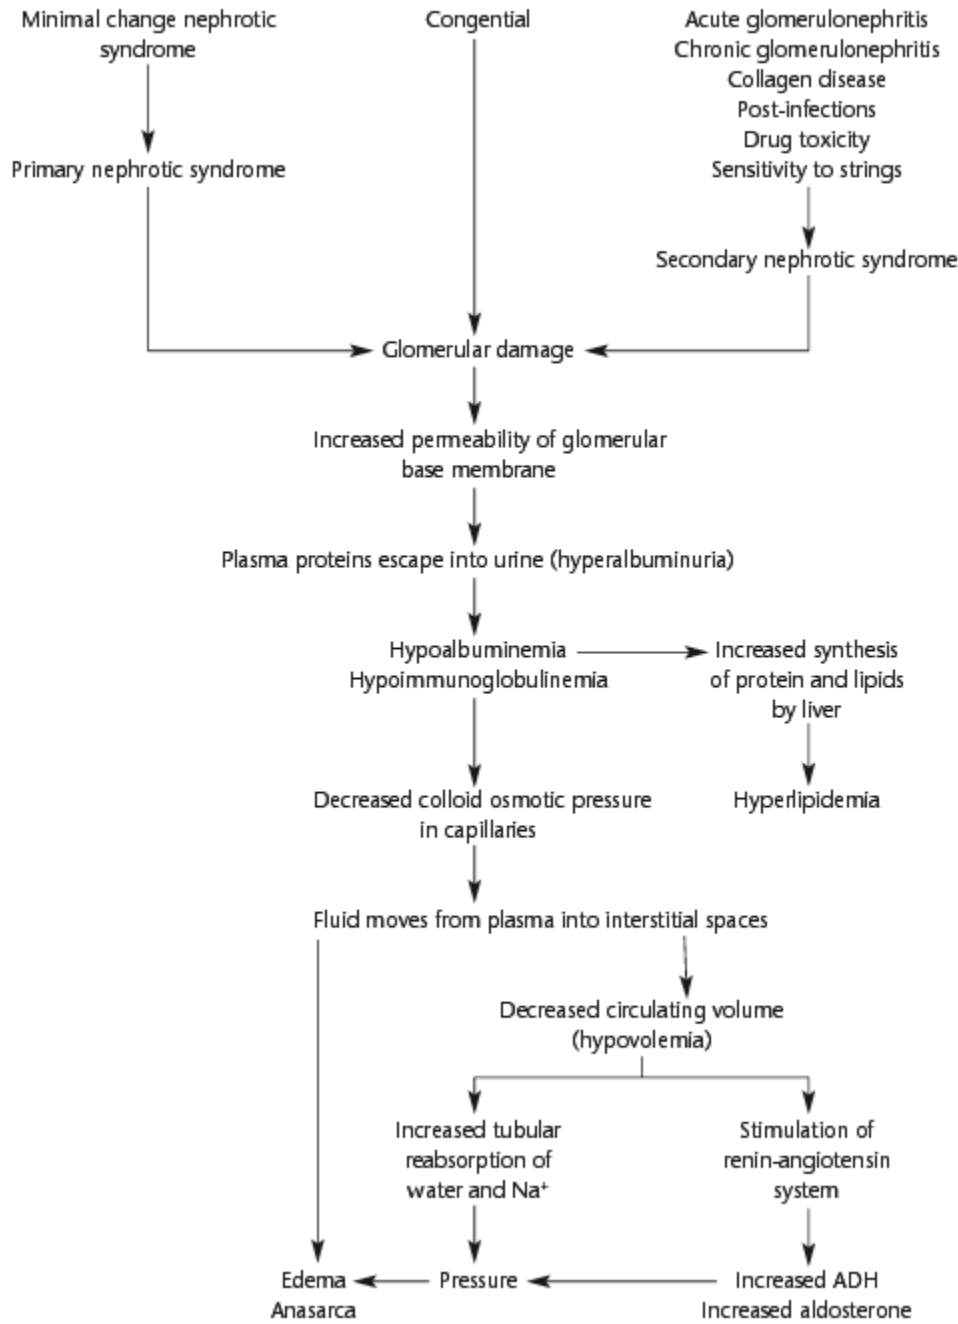 Minimal change nephrotic
syndrome
Congential
Acute glomerulonephritis
Chronic glomerulonephritis
Collagen disease
Post-infections
Drug toxicity
Sensitivity to strings
Primary nephrotic syndrome
Secondary nephrotic syndrome
Glomerular damage
Increased permeability of glomerular
base membrane
Plasma proteins escape into urine (hyperalbuminuria)
Hypoalbuminemia
Hypoimmunoglobulinemia
Increased synthesis
of protein and lipids
by liver
Decreased colloid osmotic pressure
in capillaries
Hyperlipidemia
Fluid moves from plasma into interstitial spaces
Decreased circulating volume
(hypovolemia)
Increased tubular
reabsorption of
water and Na⁺
Stimulation of
renin-angiotensin
system
Edema
Anasarca
Pressure
Increased ADH
Increased aldosterone